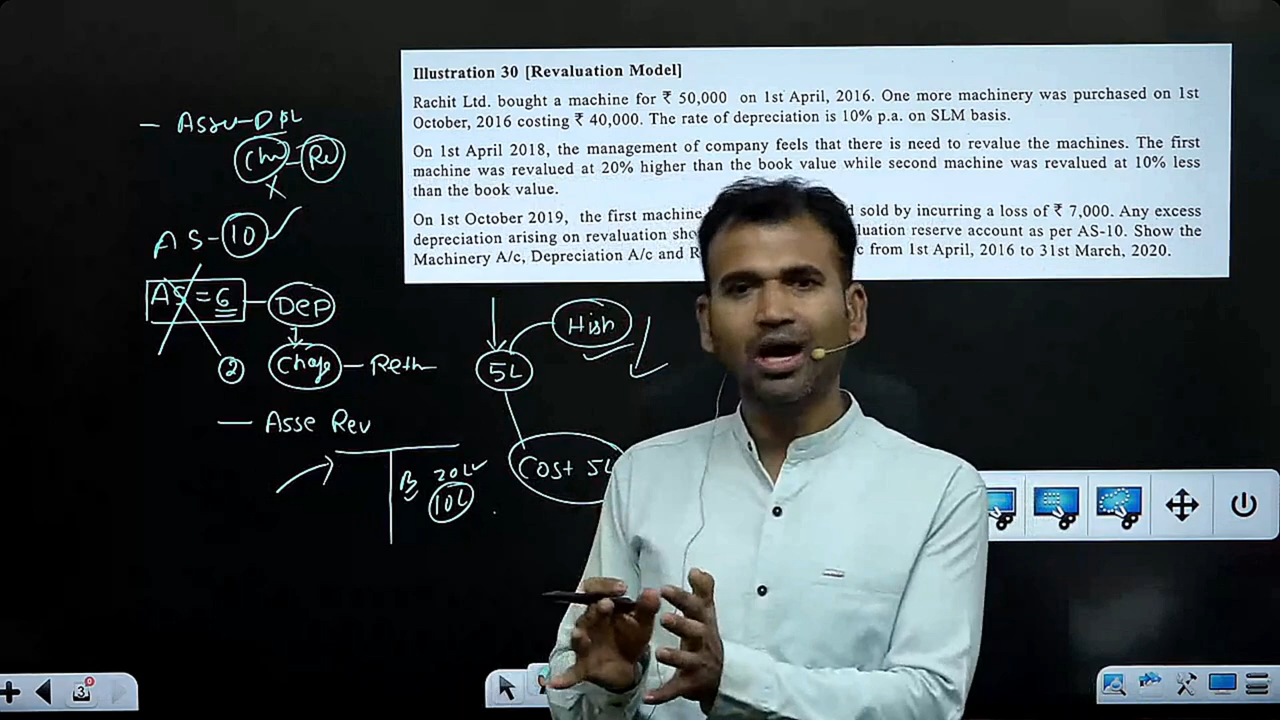 Illustration 30 [Revaluation Model]
Rachit Ltd. bought a machine for ₹ 50,000 on 1st April, 2016. One more machinery was purchased on 1st
October, 2016 costing ₹ 40,000. The rate of depreciation is 10% p.a. on SLM basis.
On 1st April 2018, the management of company feels that there is need to revalue the machines. The first
machine was revalued at 20% higher than the book value while second machine was revalued at 10% less
than the book value.
On 1st October 2019, the first machine d sold by incurring a loss of ₹ 7,000. Any excess
depreciation arising on revaluation sho luation reserve account as per AS-10. Show the
Machinery A/c, Depreciation A/c and R c from 1st April, 2016 to 31st March, 2020.
AS-10
AS=6 Dep
2
Asse Rev
High
5L
Cost 5L
20L
10L
3
0